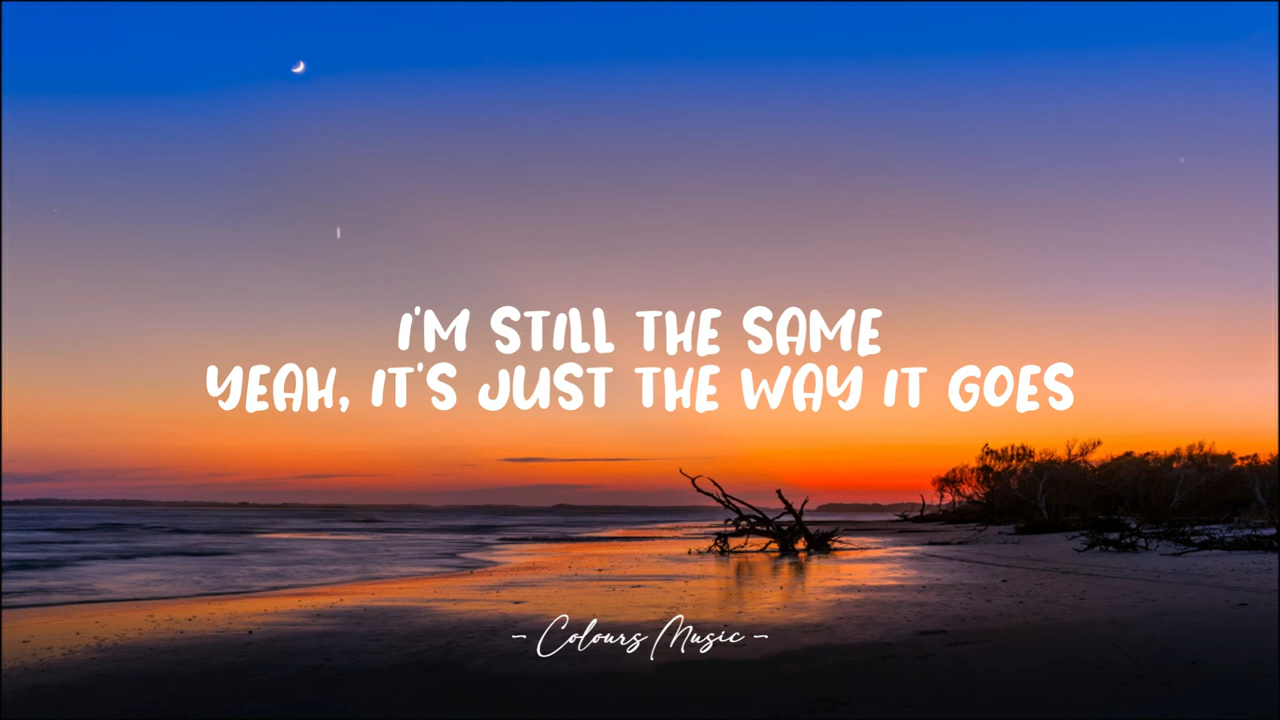 I'M STILL THE SAME
YEAH, IT'S JUST THE WAY IT GOES
- Colours Music -